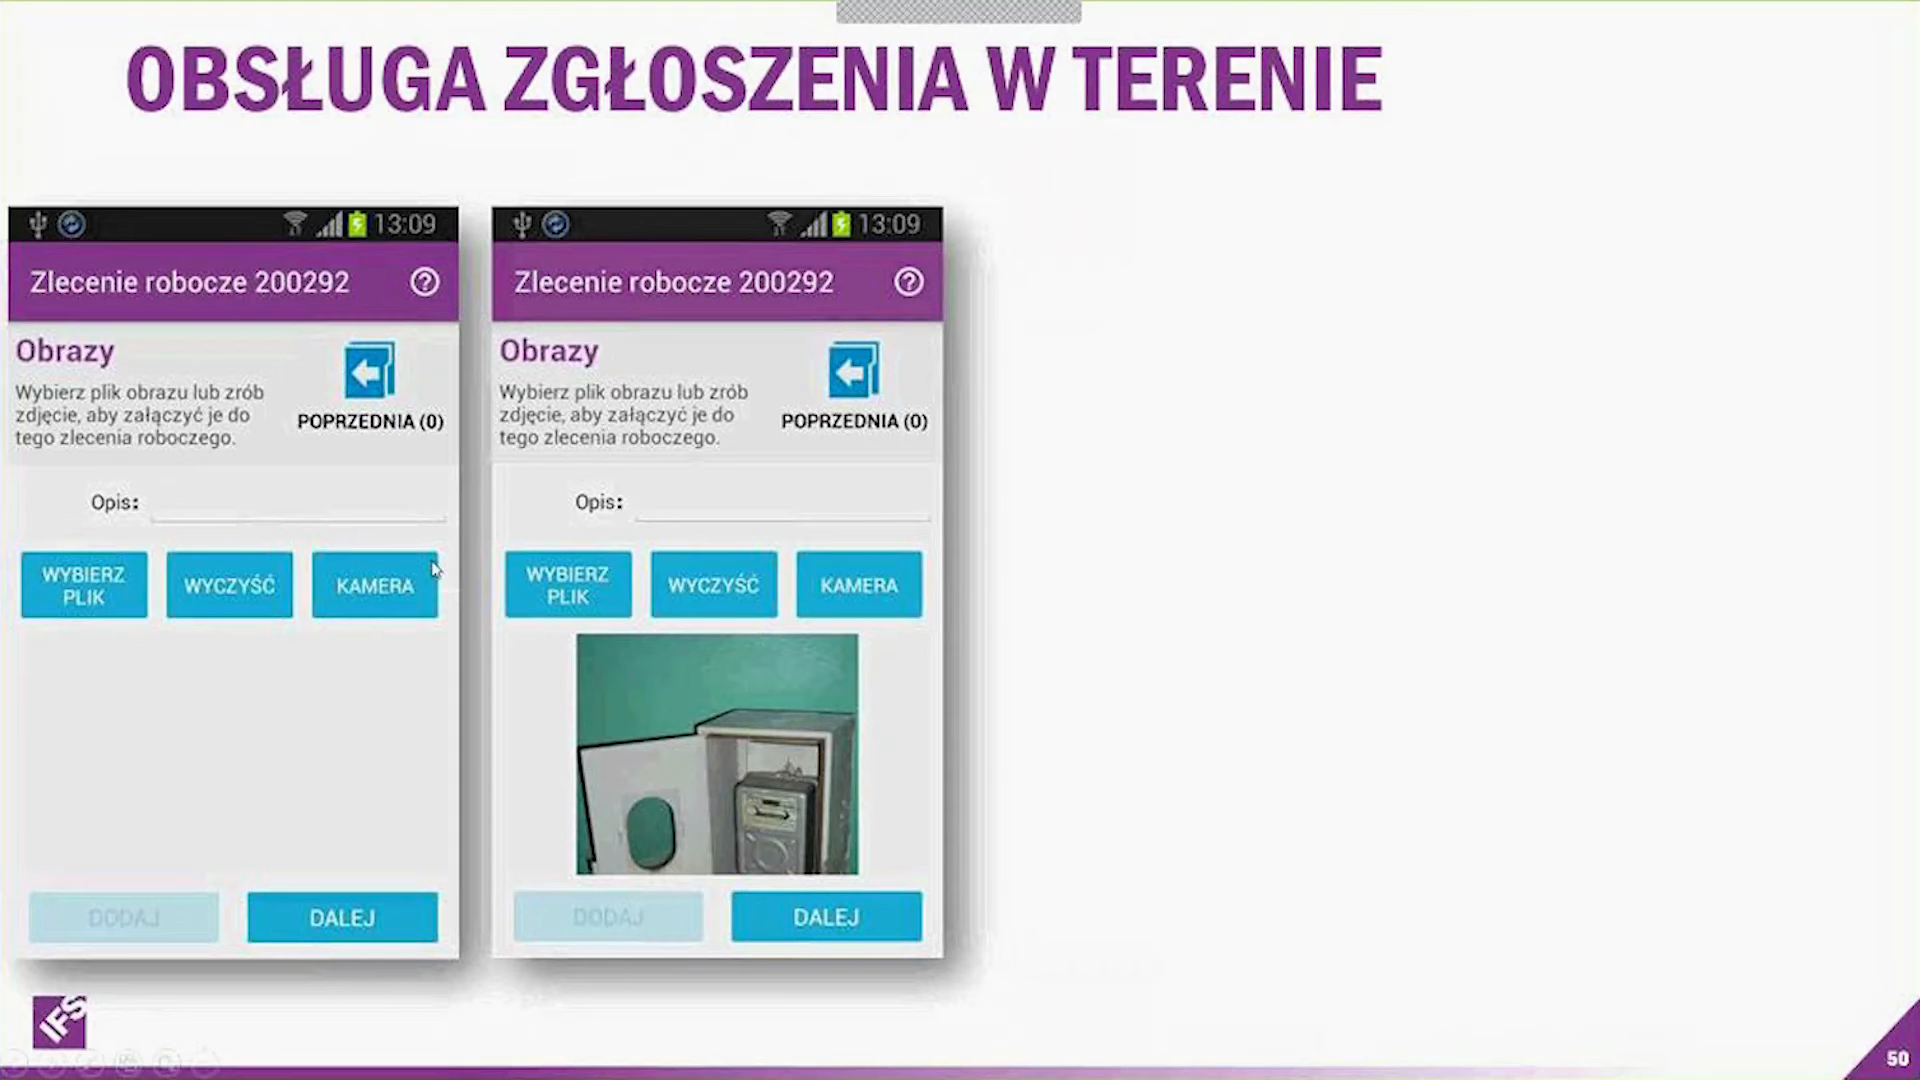 OBSŁUGA ZGŁOSZENIA W TERENIE
13:09
Zlecenie robocze 200292
Obrazy
Wybierz plik obrazu lub zrób
zdjęcie, aby załączyć je do
tego zlecenia roboczego.
POPRZEDNIA (0)
Opis:
WYBIERZ
PLIK
WYCZYŚĆ
KAMERA
DODAJ
DALEJ
13:09
Zlecenie robocze 200292
Obrazy
Wybierz plik obrazu lub zrób
zdjęcie, aby załączyć je do
tego zlecenia roboczego.
POPRZEDNIA (0)
Opis:
WYBIERZ
PLIK
WYCZYŚĆ
KAMERA
DODAJ
DALEJ
IFS
50